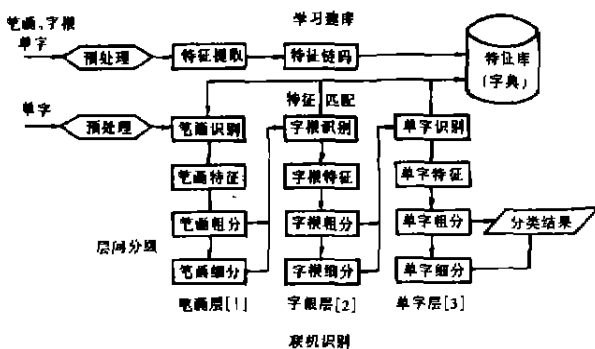 笔画、字根
单字
学习建库
预处理
特征提取
特征链码
特征库
(字典)
特征匹配
单字
预处理
笔画识别
字根识别
单字识别
笔画特征
字根特征
单字特征
笔画粗分
字根粗分
单字粗分
分类结果
层间分组
笔画细分
字根细分
单字细分
笔画层[1]
字根层[2]
单字层[3]
联机识别